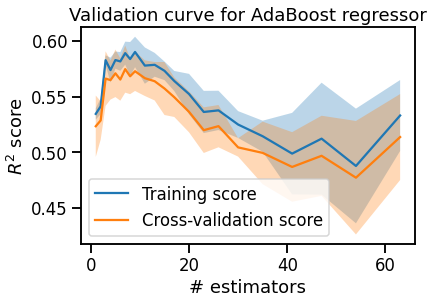 Validation curve for AdaBoost regressor
0.60
0.55
0.50
0.45
R² score
Training score
Cross-validation score
0
20
40
60
# estimators